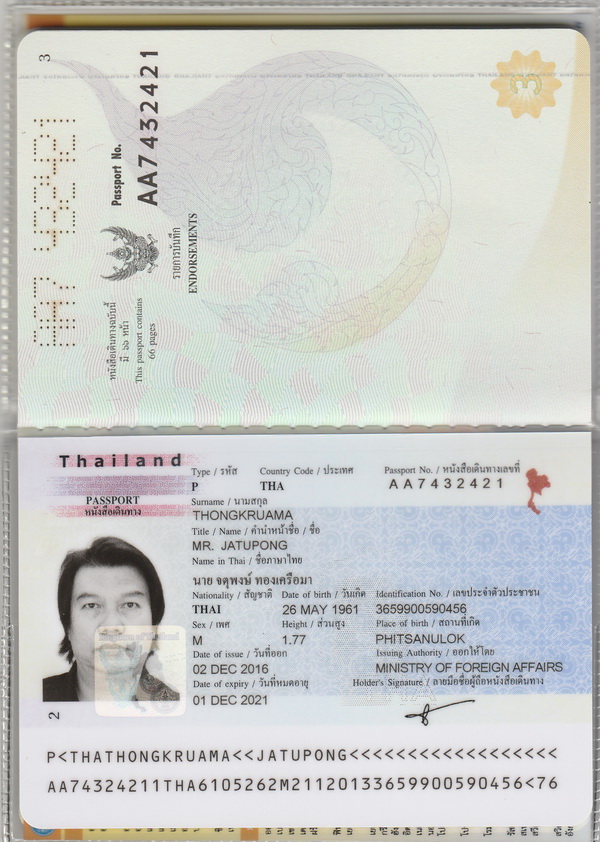 3
AA7432421
Passport No.
AA7432421
รายการบันทึก
ENDORSEMENTS
หนังสือเดินทางฉบับนี้
มี ๖๖ หน้า
This passport contains
66 pages
Thailand
PASSPORT
หนังสือเดินทาง
Type / รหัส Country Code / ประเทศ Passport No. / หนังสือเดินทางเลขที่
P THA AA7432421
Surname / นามสกุล
THONGKRUAMA
Title / Name / คำนำหน้าชื่อ / ชื่อ
MR. JATUPONG
Name in Thai / ชื่อภาษาไทย
นาย จตุพงษ์ ทองเครือมา
Nationality / สัญชาติ Date of birth / วันเกิด Identification No. / เลขประจำตัวประชาชน
THAI 26 MAY 1961 3659900590456
Sex / เพศ Height / ส่วนสูง Place of birth / สถานที่เกิด
M 1.77 PHITSANULOK
Date of issue / วันที่ออก Issuing Authority / ออกให้โดย
02 DEC 2016 MINISTRY OF FOREIGN AFFAIRS
Date of expiry / วันที่หมดอายุ Holder's Signature / ลายมือชื่อผู้ถือหนังสือเดินทาง
01 DEC 2021
2
P<THATHONGKRUAMA<<JATUPONG<<<<<<<<<<<<<<<<<<
AA74324211THA6105262M2112013365990059​0456<76